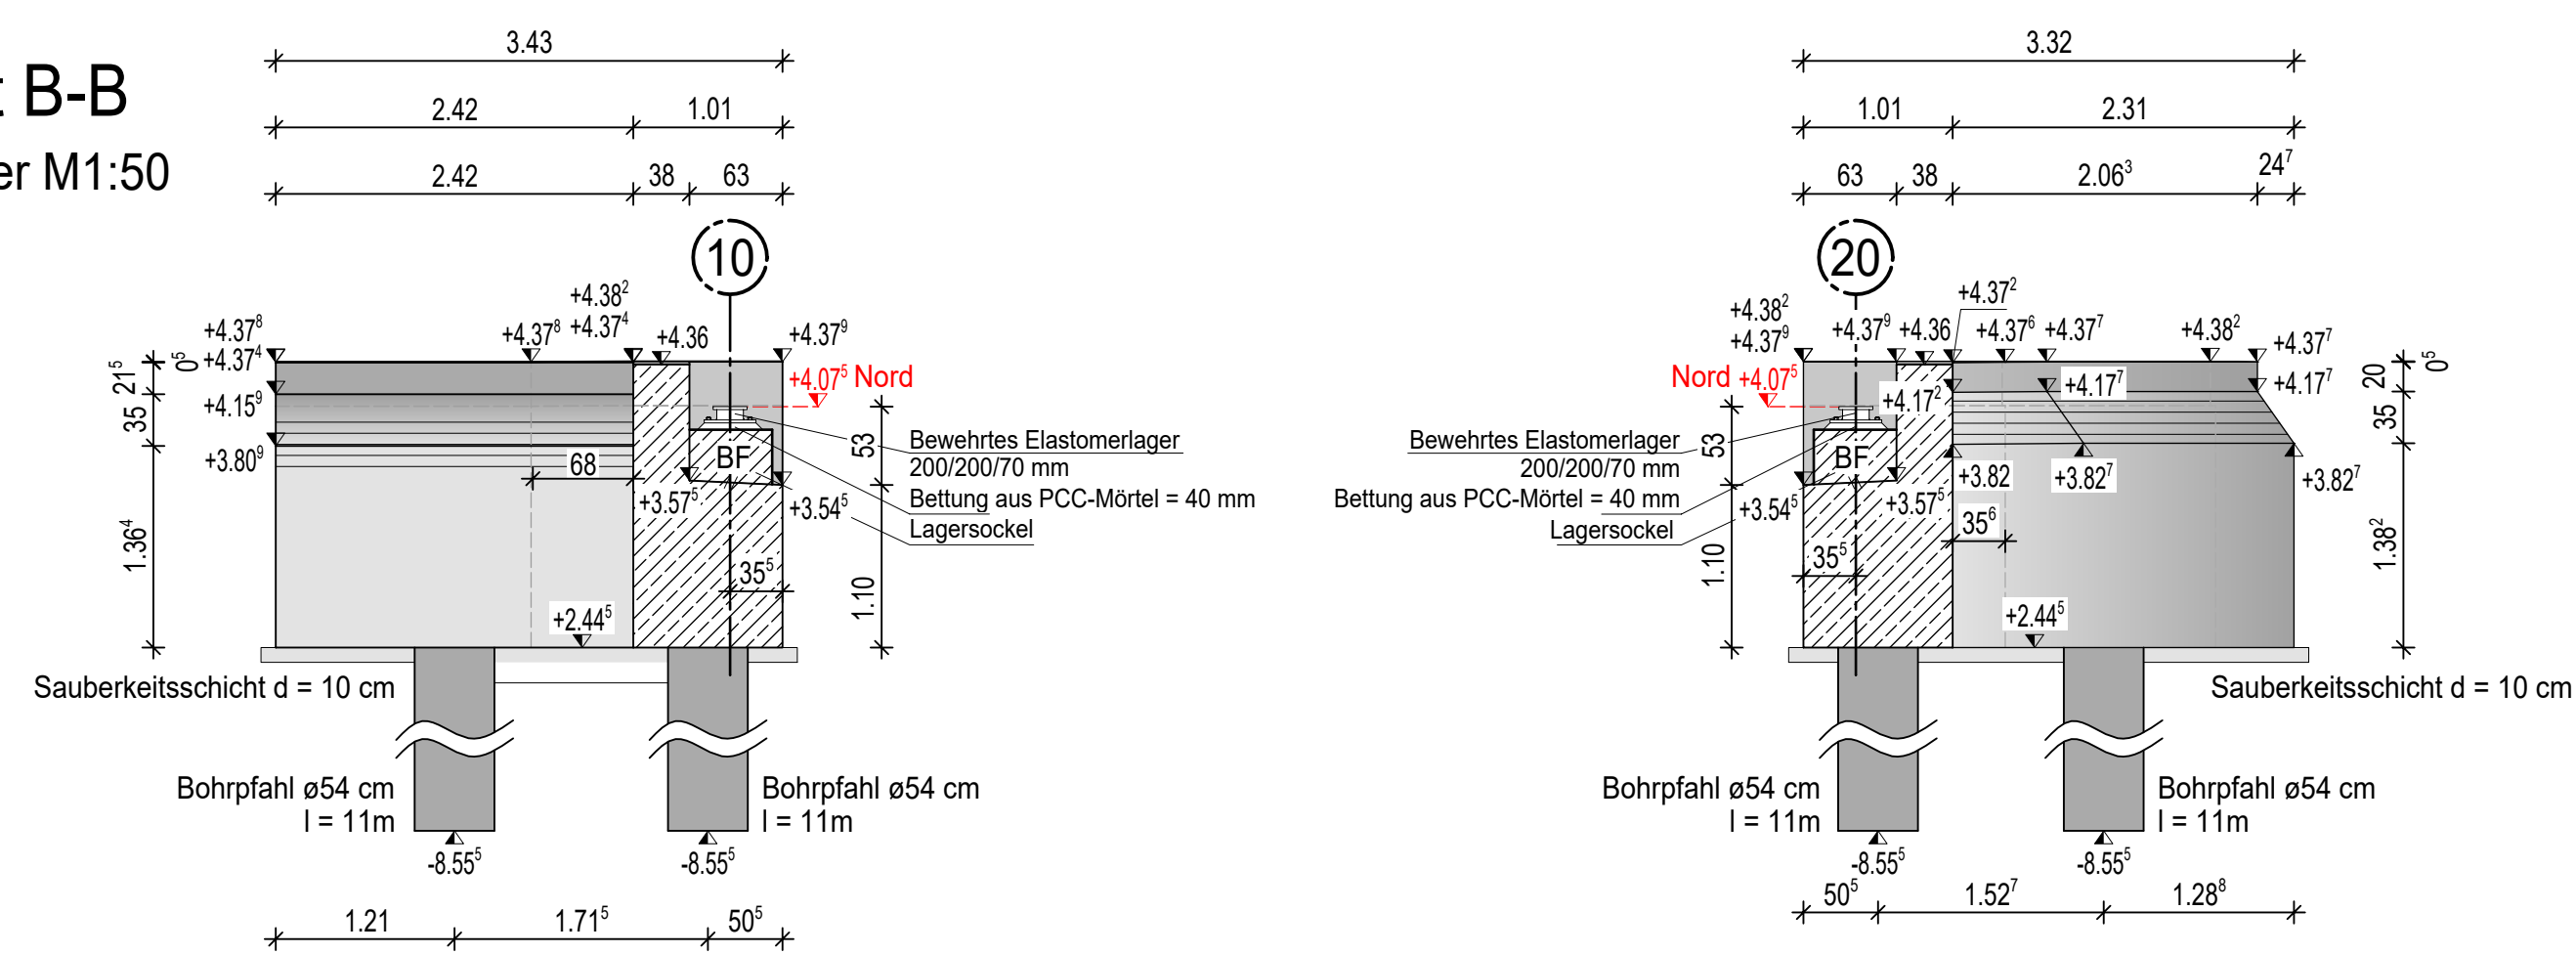 t B-B
er M1:50
3.43
2.42 1.01
2.42 38 63
10
+4.38²
+4.37⁸ +4.37⁸ +4.37⁴ +4.36 +4.37⁹
+4.37⁴
+4.07⁵ Nord
21⁵ 0⁵
+4.15⁹
35
+3.80⁹
68
BF
53
Bewehrtes Elastomerlager
200/200/70 mm
Bettung aus PCC-Mörtel = 40 mm
Lagersockel
+3.57⁵ +3.54⁵
1.36⁴
35⁵
1.10
+2.44⁵
Sauberkeitsschicht d = 10 cm
Bohrpfahl ø54 cm
l = 11m
Bohrpfahl ø54 cm
l = 11m
-8.55⁵ -8.55⁵
1.21 1.71⁵ 50⁵
3.32
1.01 2.31
63 38 2.06³ 24⁷
20
+4.37²
+4.38²
+4.37⁹ +4.37⁹ +4.36 +4.37⁶ +4.37⁷ +4.38² +4.37⁷
Nord +4.07⁵
+4.17² +4.17⁷ +4.17⁷
20 0⁵
35
53
BF
Bewehrtes Elastomerlager
200/200/70 mm
Bettung aus PCC-Mörtel = 40 mm
Lagersockel
+3.82 +3.82⁷ +3.82⁷
+3.54⁵ +3.57⁵
35⁶
35⁵
1.10
1.38²
+2.44⁵
Sauberkeitsschicht d = 10 cm
Bohrpfahl ø54 cm
l = 11m
Bohrpfahl ø54 cm
l = 11m
-8.55⁵ -8.55⁵
50⁵ 1.52⁷ 1.28⁸